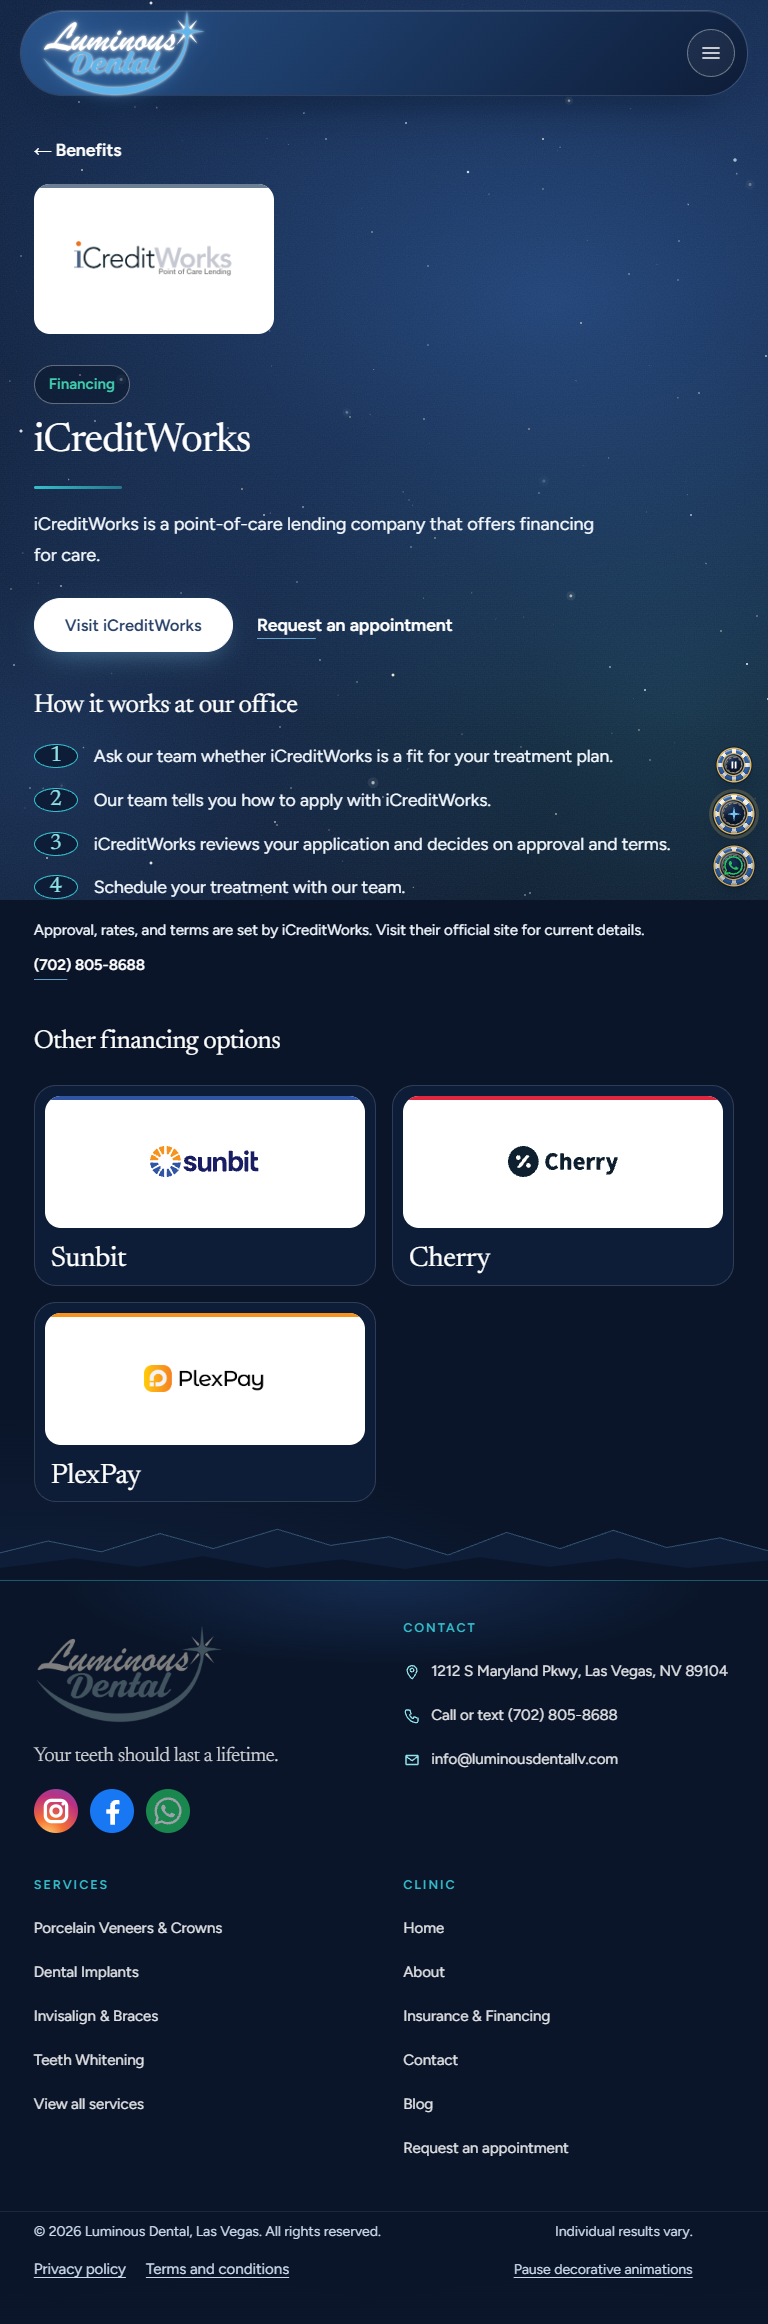 Luminous
Dental
← Benefits
iCreditWorks
Point of Care Lending
Financing
iCreditWorks
iCreditWorks is a point-of-care lending company that offers financing
for care.
Visit iCreditWorks
Request an appointment
How it works at our office
1 Ask our team whether iCreditWorks is a fit for your treatment plan.
2 Our team tells you how to apply with iCreditWorks.
3 iCreditWorks reviews your application and decides on approval and terms.
4 Schedule your treatment with our team.
Approval, rates, and terms are set by iCreditWorks. Visit their official site for current details.
(702) 805-8688
Other financing options
sunbit
Cherry
Sunbit
Cherry
PlexPay
PlexPay
Luminous
Dental
Your teeth should last a lifetime.
CONTACT
1212 S Maryland Pkwy, Las Vegas, NV 89104
Call or text (702) 805-8688
info@luminousdentallv.com
SERVICES
Porcelain Veneers & Crowns
Dental Implants
Invisalign & Braces
Teeth Whitening
View all services
CLINIC
Home
About
Insurance & Financing
Contact
Blog
Request an appointment
© 2026 Luminous Dental, Las Vegas. All rights reserved.
Individual results vary.
Privacy policy
Terms and conditions
Pause decorative animations